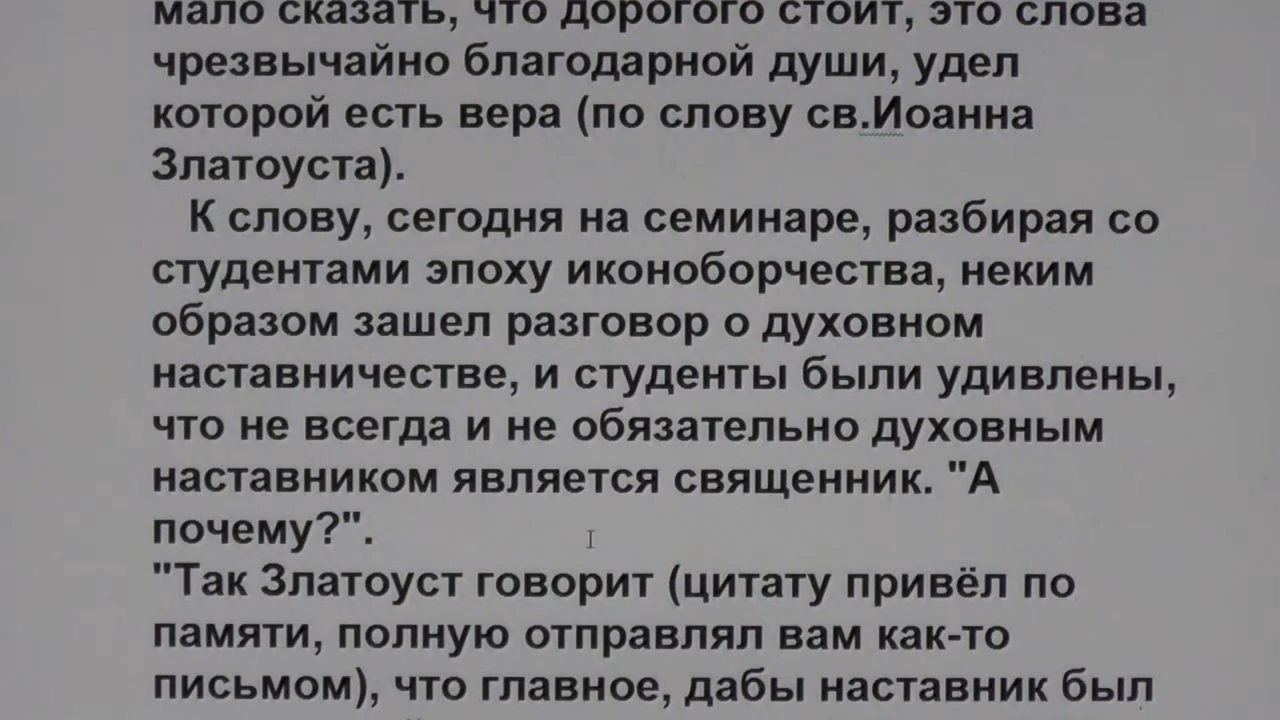 мало сказать, что дорогого стоит, это слова
чрезвычайно благодарной души, удел
которой есть вера (по слову св.Иоанна
Златоуста).
К слову, сегодня на семинаре, разбирая со
студентами эпоху иконоборчества, неким
образом зашел разговор о духовном
наставничестве, и студенты были удивлены,
что не всегда и не обязательно духовным
наставником является священник. "А
почему?".
"Так Златоуст говорит (цитату привёл по
памяти, полную отправлял вам как-то
письмом), что главное, дабы наставник был